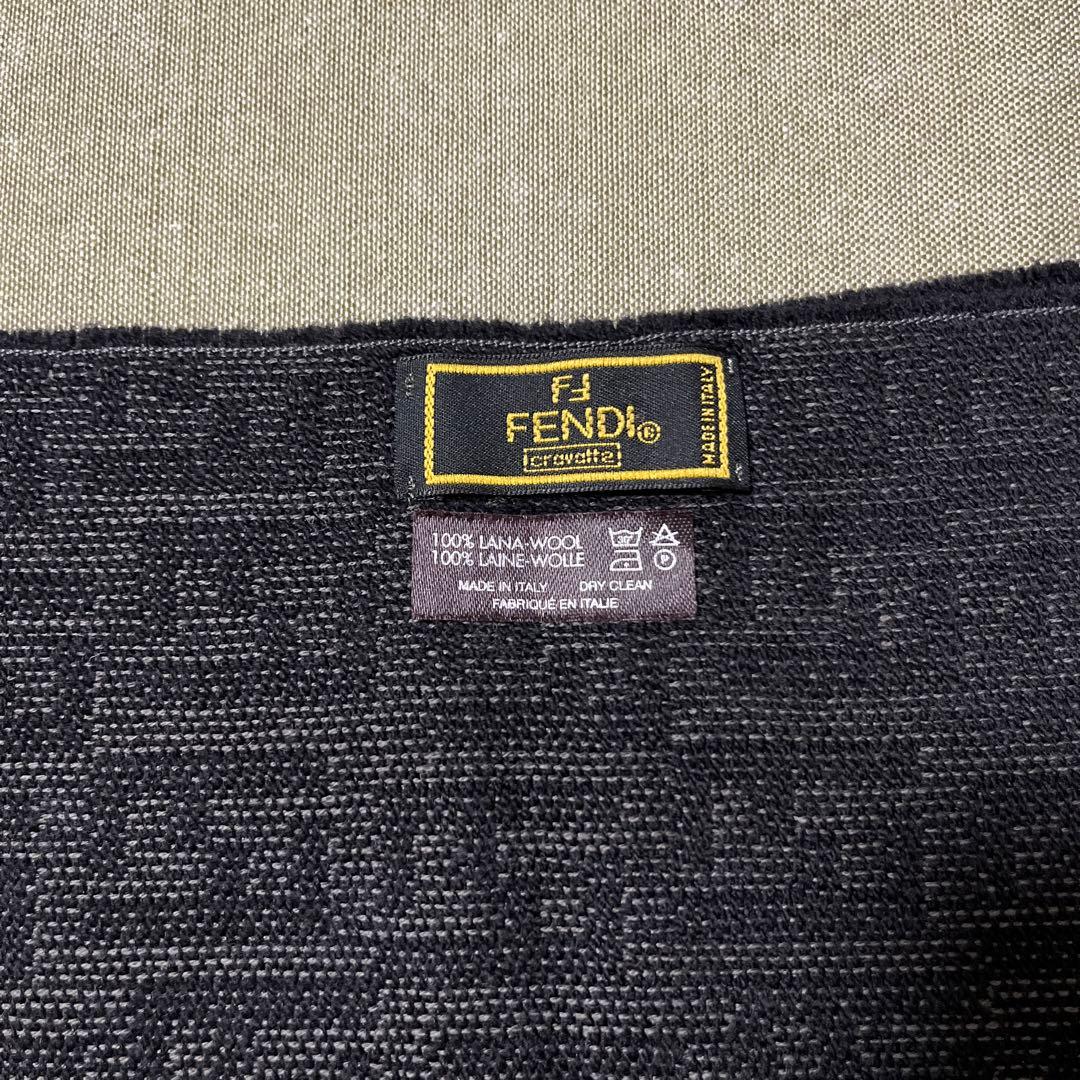 FF
FENDI®
cravatte
MADE IN ITALY
100% LANA-WOOL
100% LAINE-WOLLE
30
P
MADE IN ITALY DRY CLEAN
FABRIQUÉ EN ITALIE